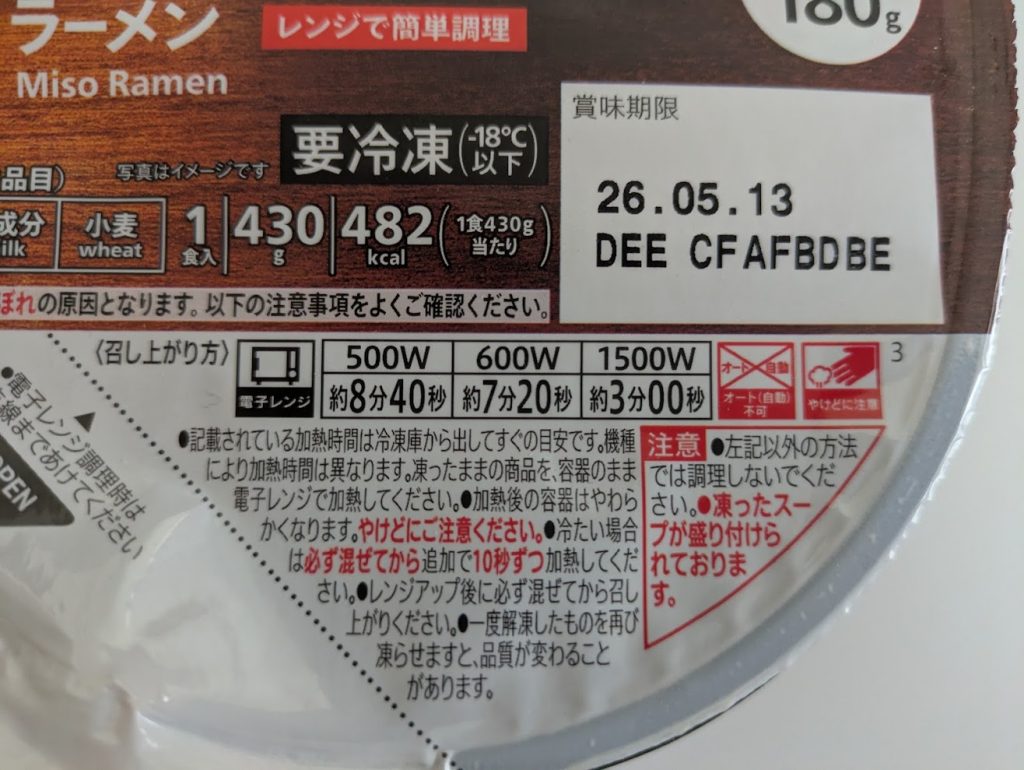 ラーメン
レンジで簡単調理
180g
Miso Ramen
賞味期限
要冷凍(-18℃以下)
品目)
写真はイメージです
26.05.13
DEE CFAFBDBE
成分
小麦
wheat
1食入
430g
482kcal
(1食430g当たり)
の原因となります。以下の注意事項をよくご確認ください。
〈召し上がり方〉
電子レンジ
500W 600W 1500W
約8分40秒 約7分20秒 約3分00秒
オート 自動
オート(自動)不可
やけどに注意
3
●電子レンジ調理時は
線まであけてください
OPEN
●記載されている加熱時間は冷凍庫から出してすぐの目安です。機種
により加熱時間は異なります。凍ったままの商品を、容器のまま
電子レンジで加熱してください。●加熱後の容器はやわら
かくなります。やけどにご注意ください。●冷たい場合
は必ず混ぜてから追加で10秒ずつ加熱してくだ
さい。●レンジアップ後に必ず混ぜてから召し
上がりください。●一度解凍したものを再び
凍らせますと、品質が変わること
があります。
注意 ●左記以外の方法
では調理しないでくだ
さい。●凍ったスー
プが盛り付けら
れておりま
す。